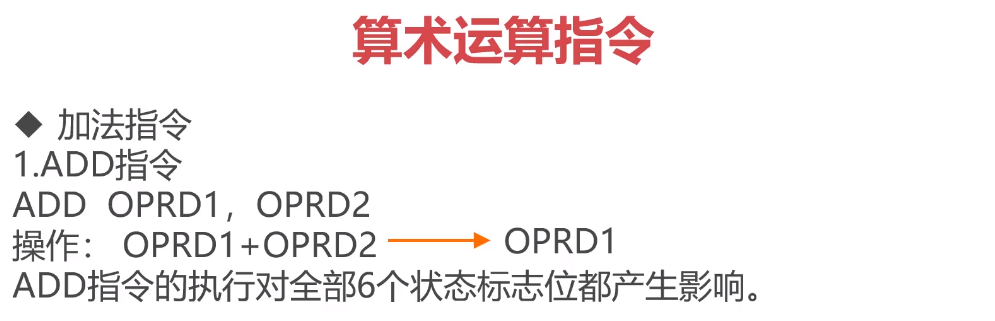 算术运算指令
◆ 加法指令
1.ADD指令
ADD OPRD1，OPRD2
操作： OPRD1+OPRD2 → OPRD1
ADD指令的执行对全部6个状态标志位都产生影响。